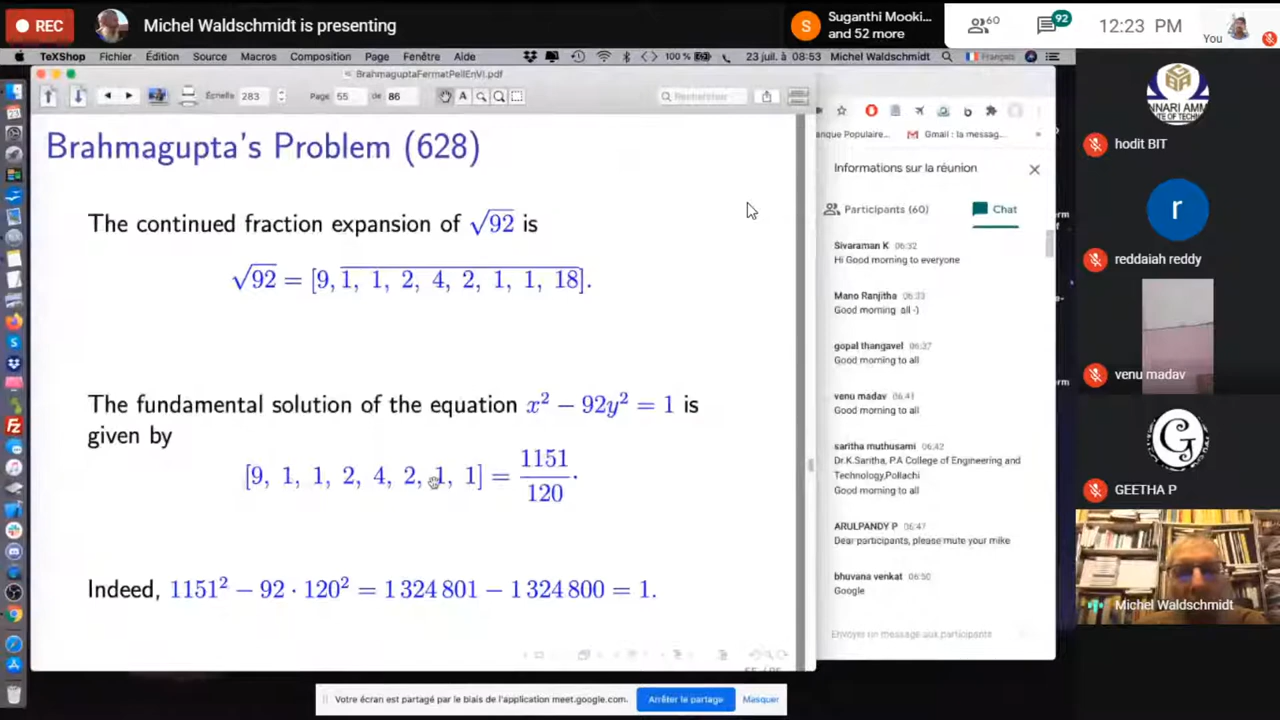 REC
Michel Waldschmidt is presenting
Suganthi Mooki...
and 52 more
60
92
12:23 PM
You
TeXShop Fichier Édition Source Macros Composition Page Fenêtre Aide 100 % 23 juil. à 08:53 Michel Waldschmidt Français
BrahmaguptaFermatPellEnVI.pdf
Échelle 283 Page 55 de 86 Rechercher
Brahmagupta's Problem (628)
The continued fraction expansion of √92 is
√92 = [9, 1, 1, 2, 4, 2, 1, 1, 18].
The fundamental solution of the equation x² − 92y² = 1 is
given by
[9, 1, 1, 2, 4, 2, 1, 1] = 1151/120.
Indeed, 1151² − 92 · 120² = 1 324 801 − 1 324 800 = 1.
anque Populaire... Gmail : la messag...
Informations sur la réunion
Participants (60) Chat
Sivaraman K 06:32
Hi Good morning to everyone
Mano Ranjitha 06:33
Good morning all -)
gopal thangavel 06:37
Good morning to all
venu madav 06:41
Good morning to all
saritha muthusami 06:42
Dr.K.Saritha, P.A College of Engineering and
Technology,Pollachi
Good morning to all
ARULPANDY P 06:47
Dear participants, please mute your mike
bhuvana venkat 06:50
Google
Envoyer un message aux participants
Votre écran est partagé par le biais de l'application meet.google.com. Arrêter le partage Masquer
NNARI AMM
hodit BIT
r
reddaiah reddy
venu madav
G
GEETHA P
Michel Waldschmidt